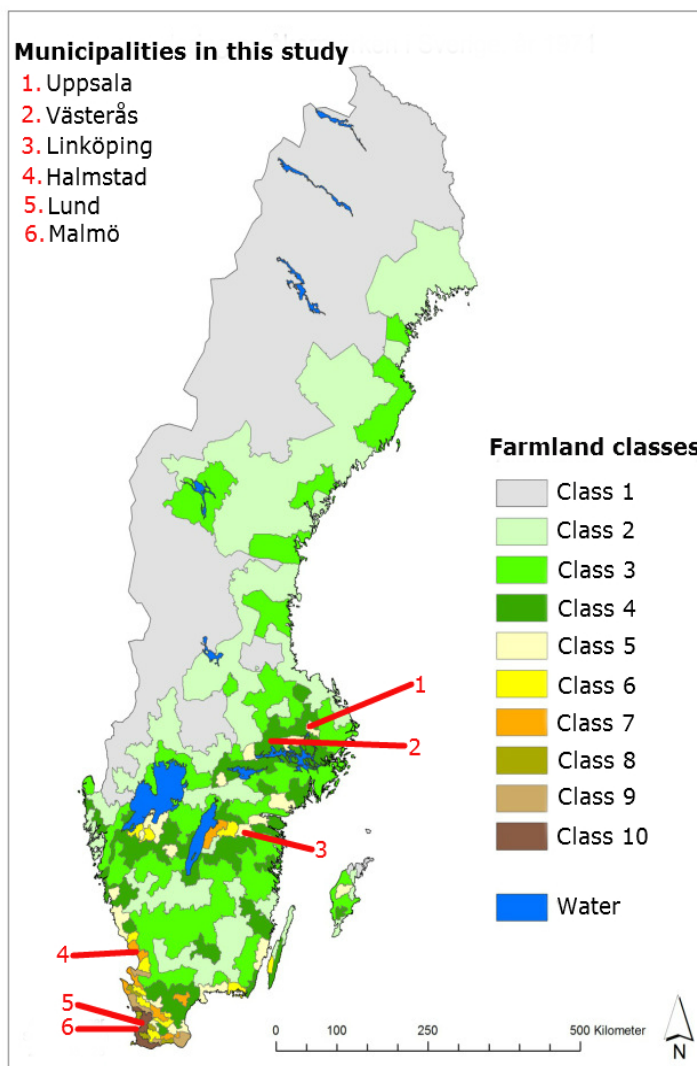 Municipalities in this study
1. Uppsala
2. Västerås
3. Linköping
4. Halmstad
5. Lund
6. Malmö
Farmland classes
Class 1
Class 2
Class 3
Class 4
Class 5
Class 6
Class 7
Class 8
Class 9
Class 10
Water
1
2
3
4
5
6
0 100 250 500 Kilometer
N